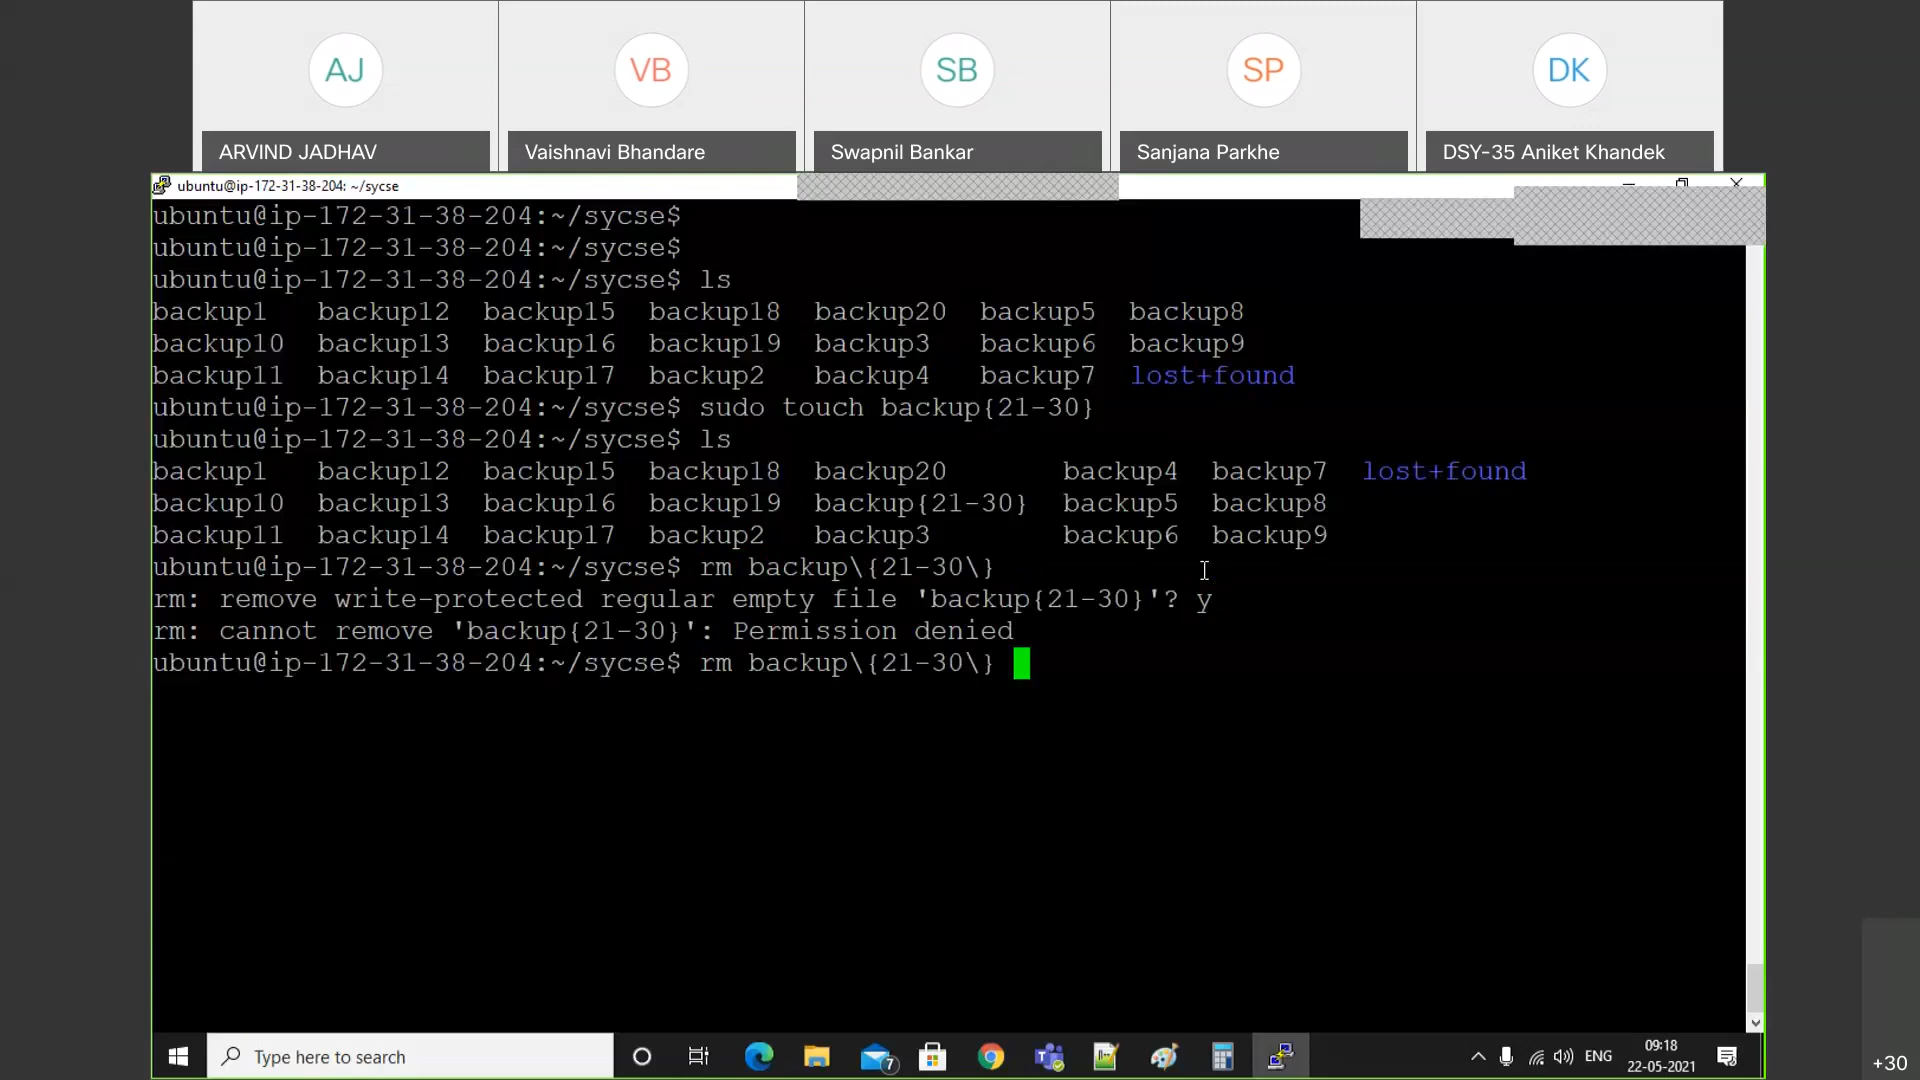 AJ VB SB SP DK
ARVIND JADHAV Vaishnavi Bhandare Swapnil Bankar Sanjana Parkhe DSY-35 Aniket Khandek
ubuntu@ip-172-31-38-204: ~/sycse
ubuntu@ip-172-31-38-204:~/sycse$
ubuntu@ip-172-31-38-204:~/sycse$
ubuntu@ip-172-31-38-204:~/sycse$ ls
backup1 backup12 backup15 backup18 backup20 backup5 backup8
backup10 backup13 backup16 backup19 backup3 backup6 backup9
backup11 backup14 backup17 backup2 backup4 backup7 lost+found
ubuntu@ip-172-31-38-204:~/sycse$ sudo touch backup{21-30}
ubuntu@ip-172-31-38-204:~/sycse$ ls
backup1 backup12 backup15 backup18 backup20 backup4 backup7 lost+found
backup10 backup13 backup16 backup19 backup{21-30} backup5 backup8
backup11 backup14 backup17 backup2 backup3 backup6 backup9
ubuntu@ip-172-31-38-204:~/sycse$ rm backup\{21-30\}
rm: remove write-protected regular empty file 'backup{21-30}'? y
rm: cannot remove 'backup{21-30}': Permission denied
ubuntu@ip-172-31-38-204:~/sycse$ rm backup\{21-30\}
Type here to search 7 ENG 09:18
22-05-2021
+30